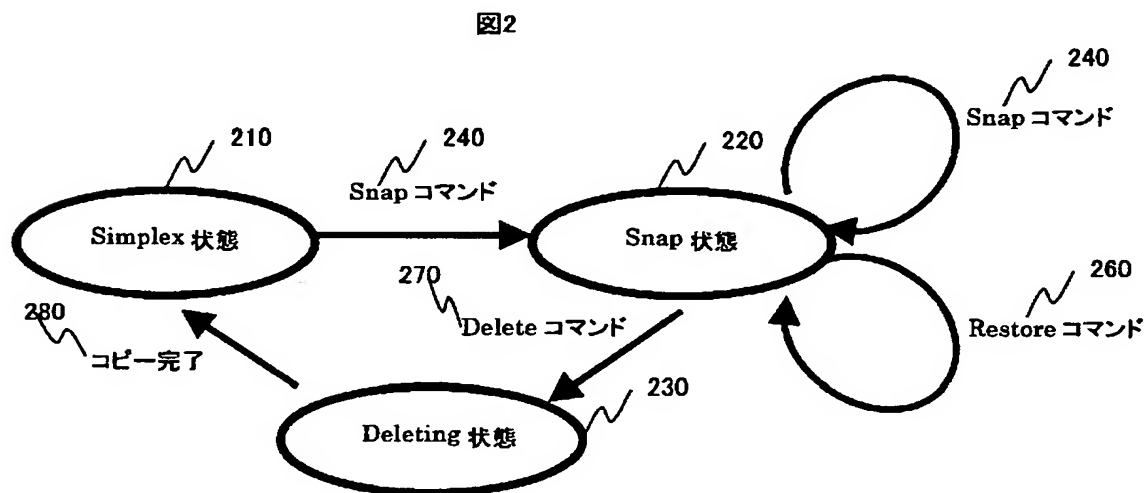 図2
240
Snap コマンド
210
240
220
Snap コマンド
Simplex 状態
Snap 状態
270
260
280
Delete コマンド
Restore コマンド
コピー完了
230
Deleting 状態